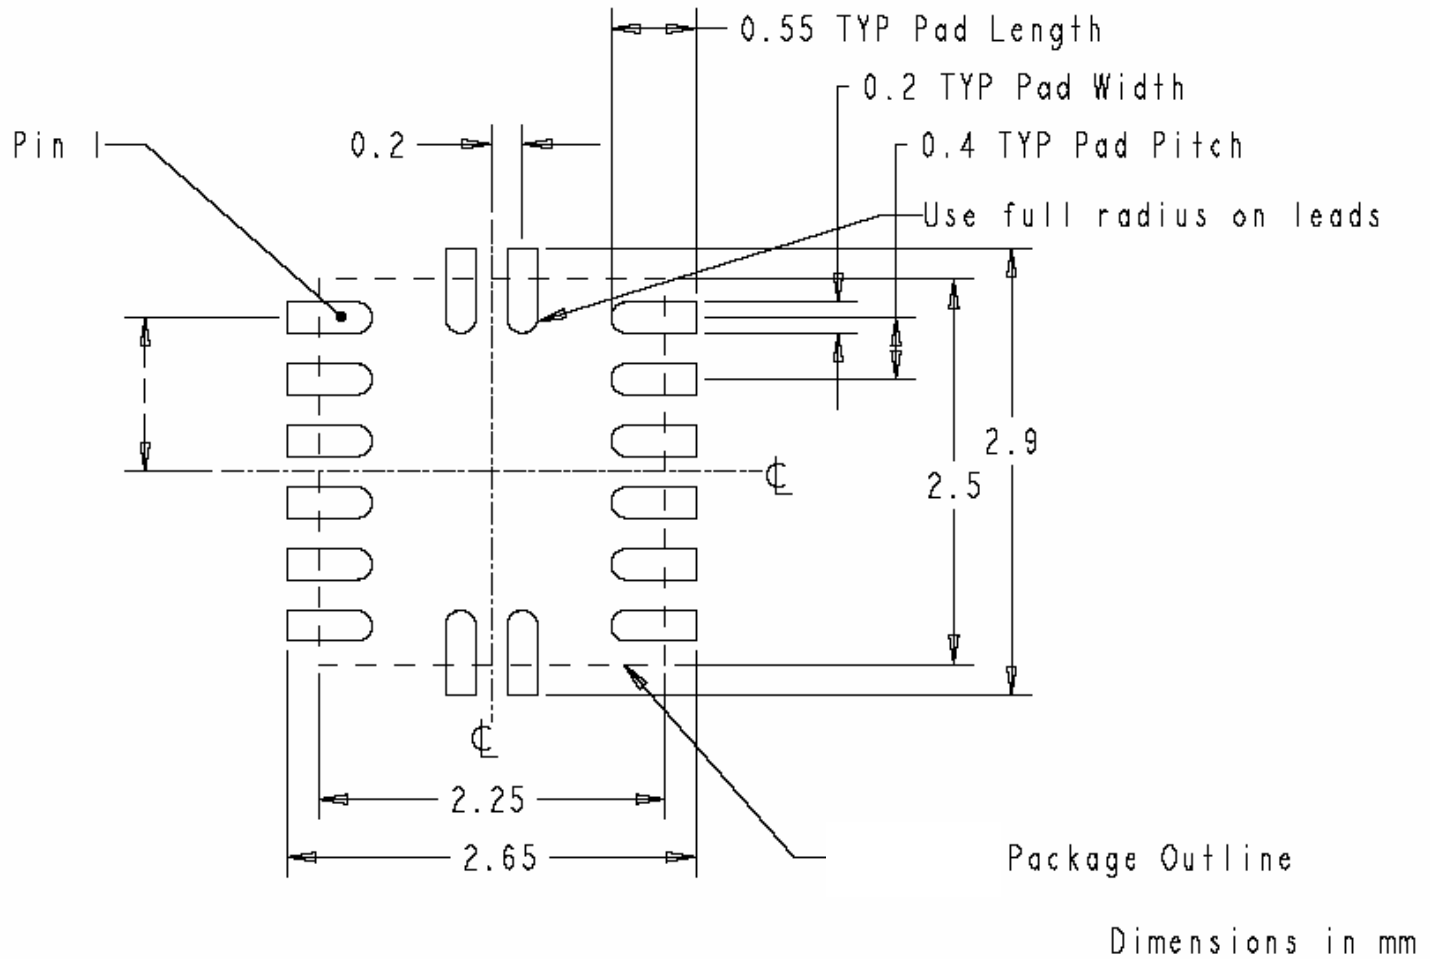 0.55 TYP Pad Length
0.2 TYP Pad Width
Pin 1
0.2
0.4 TYP Pad Pitch
Use full radius on leads
2.9
2.5
℄
℄
2.25
2.65
Package Outline
Dimensions in mm